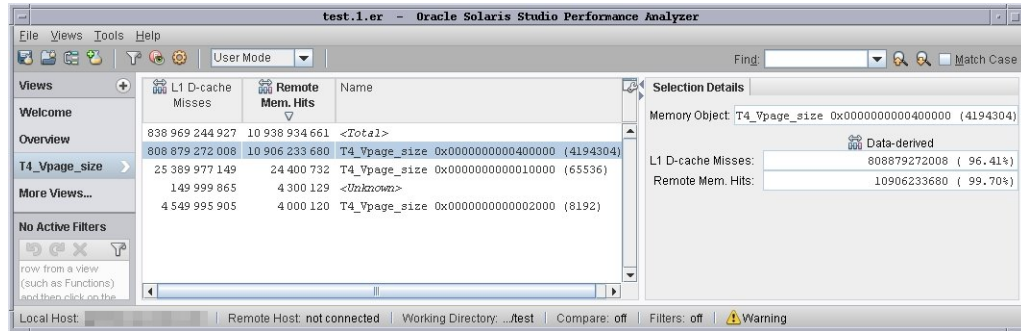 test.1.er – Oracle Solaris Studio Performance Analyzer
File Views Tools Help
User Mode
Find:
Match Case
Views
Welcome
Overview
T4_Vpage_size
More Views...
No Active Filters
row from a view
(such as Functions)
and then click on the
L1 D-cache Misses Remote Mem. Hits Name
838 969 244 927 10 938 934 661 <Total>
808 879 272 008 10 906 233 680 T4_Vpage_size 0x0000000000400000 (4194304)
25 389 977 149 24 400 732 T4_Vpage_size 0x0000000000010000 (65536)
149 999 865 4 300 129 <Unknown>
4 549 995 905 4 000 120 T4_Vpage_size 0x0000000000002000 (8192)
Selection Details
Memory Object: T4_Vpage_size 0x0000000000400000 (4194304)
Data-derived
L1 D-cache Misses: 808879272008 ( 96.41%)
Remote Mem. Hits: 10906233680 ( 99.70%)
Local Host: Remote Host: not connected Working Directory: .../test Compare: off Filters: off Warning